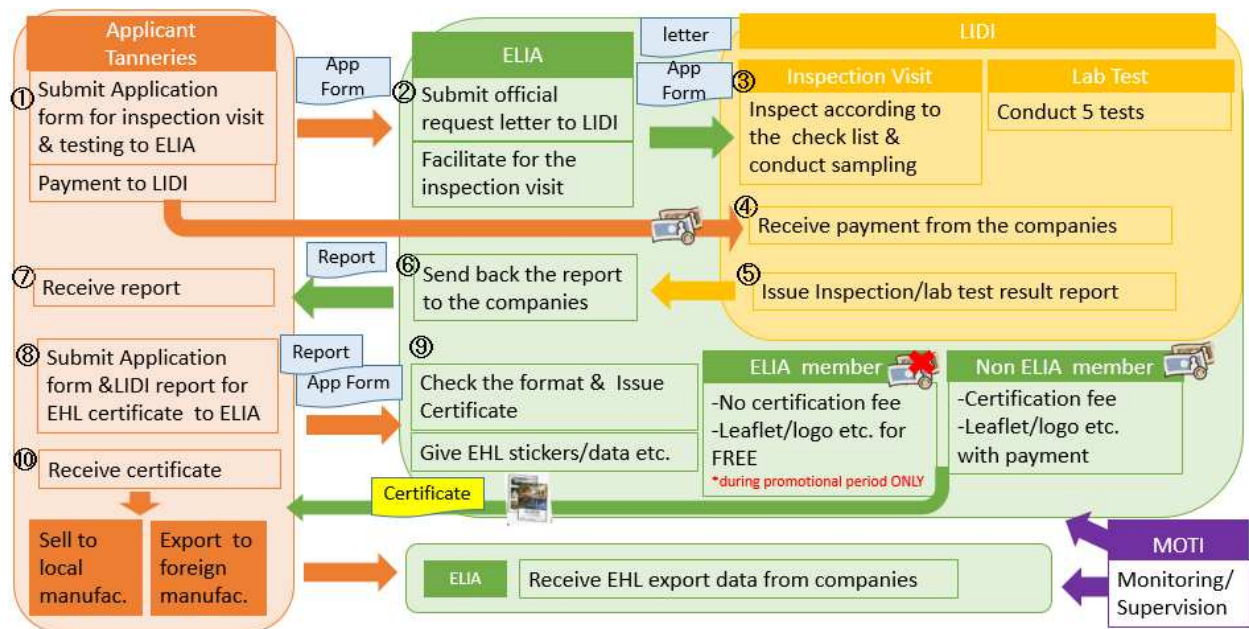 Applicant
Tanneries
①
Submit Application
form for inspection visit
& testing to ELIA
Payment to LIDI
App
Form
ELIA
②
Submit official
request letter to LIDI
Facilitate for the
inspection visit
letter
App
Form
LIDI
③
Inspection Visit
Inspect according to
the check list &
conduct sampling
Lab Test
Conduct 5 tests
④
Receive payment from the companies
⑤
Issue Inspection/lab test result report
⑥
Send back the report
to the companies
Report
⑦
Receive report
⑧
Submit Application
form &LIDI report for
EHL certificate to ELIA
Report
App Form
⑨
Check the format & Issue
Certificate
Give EHL stickers/data etc.
ELIA member
-No certification fee
-Leaflet/logo etc. for
FREE
*during promotional period ONLY
Non ELIA member
-Certification fee
-Leaflet/logo etc.
with payment
⑩
Receive certificate
Certificate
Sell to
local
manufac.
Export to
foreign
manufac.
ELIA
Receive EHL export data from companies
MOTI
Monitoring/
Supervision